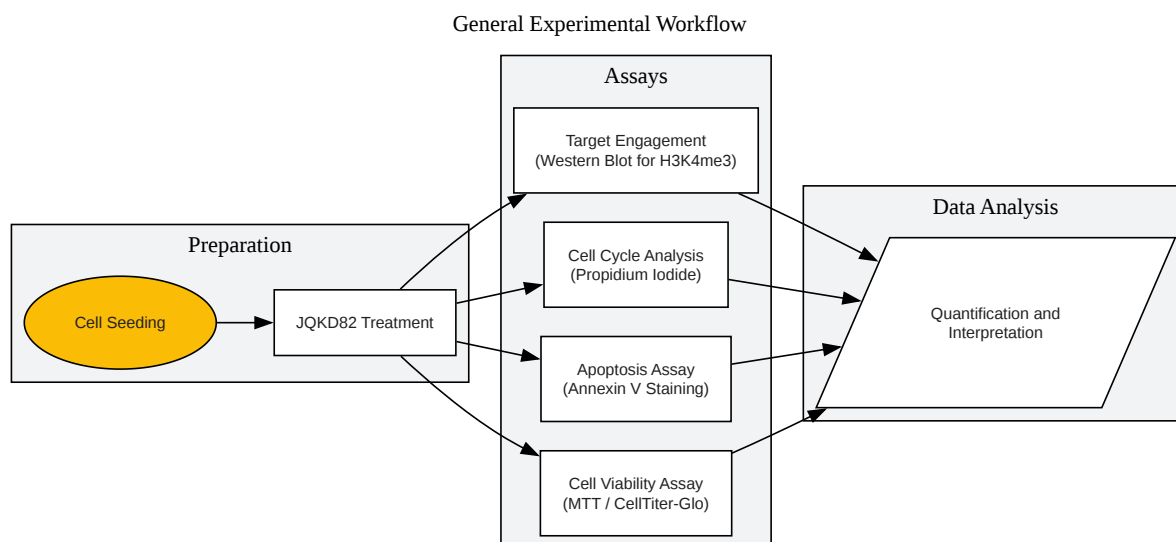 General Experimental Workflow
Preparation
Cell Seeding
JQKD82 Treatment
Assays
Target Engagement
(Western Blot for H3K4me3)
Cell Cycle Analysis
(Propidium Iodide)
Apoptosis Assay
(Annexin V Staining)
Cell Viability Assay
(MTT / CellTiter-Glo)
Data Analysis
Quantification and
Interpretation